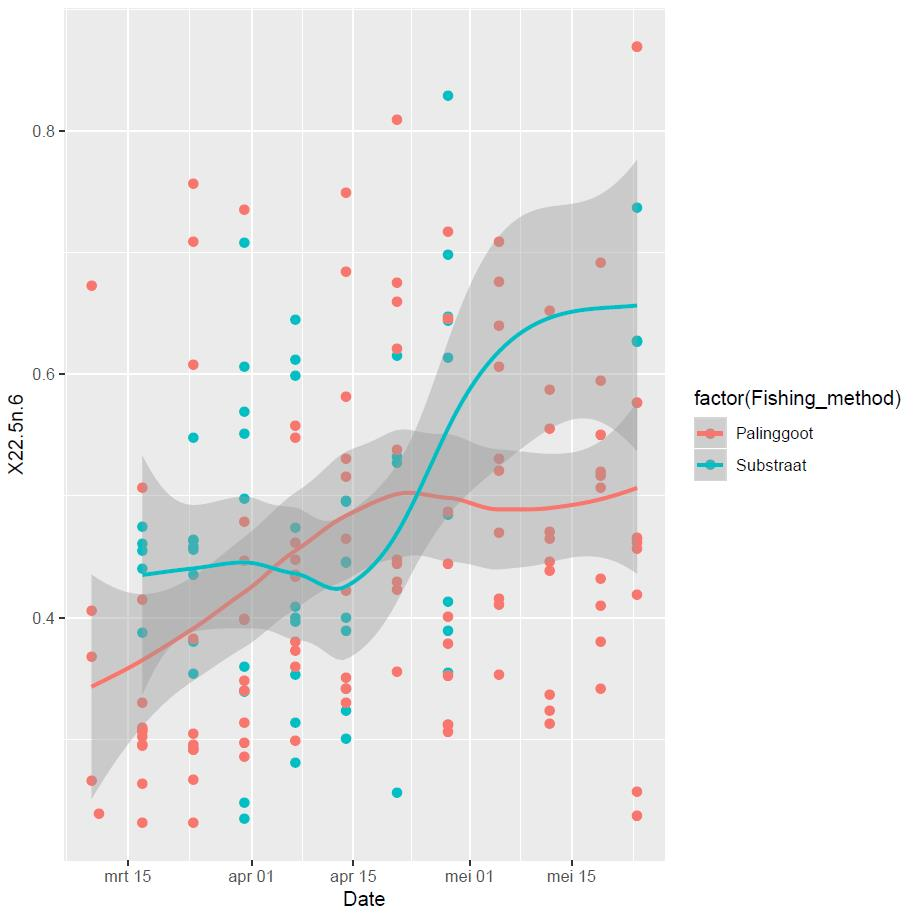 0.8
0.6
0.4
X22.5n.6
mrt 15
apr 01
apr 15
mei 01
mei 15
Date
factor(Fishing_method)
Palinggoot
Substraat